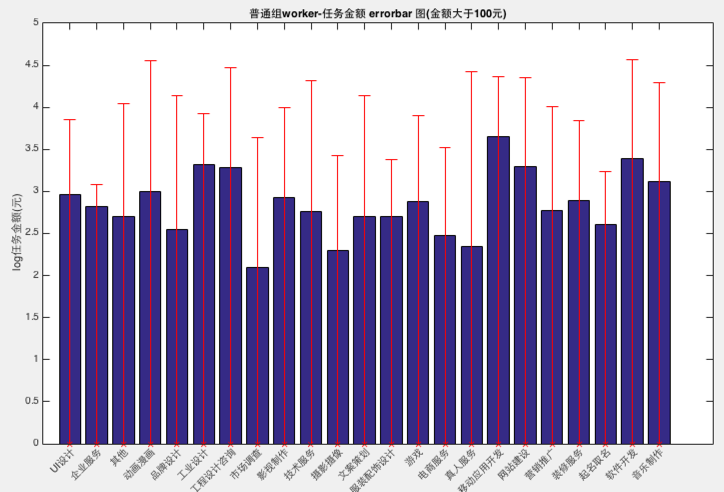 普通组worker-任务金额 errorbar 图(金额大于100元)
log任务金额(元)
5
4.5
4
3.5
3
2.5
2
1.5
1
0.5
0
UI设计
企业服务
其他
动画漫画
品牌设计
工业设计
工程设计咨询
市场调查
影投制作
技术服务
摄影摄像
文案策划
服装配饰设计
游戏
电商服务
真人服务
移动应用开发
网站建设
营销推广
装修服务
起名取名
软件开发
音乐制作